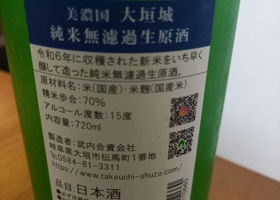 美濃国 大垣城
純米無濾過生原酒
令和6年に収穫された新米をいち早く
醸して造った純米無濾過生原酒。
原材料名:米(国産)・米麹(国産米)
精米歩合:70%
アルコール度数:15度
内容量:720ml
製造者:武内合資会社
岐阜県大垣市伝馬町1番地
℡0584-81-3311
https://www.takeuchi-shuzo.com/
品目:日本酒